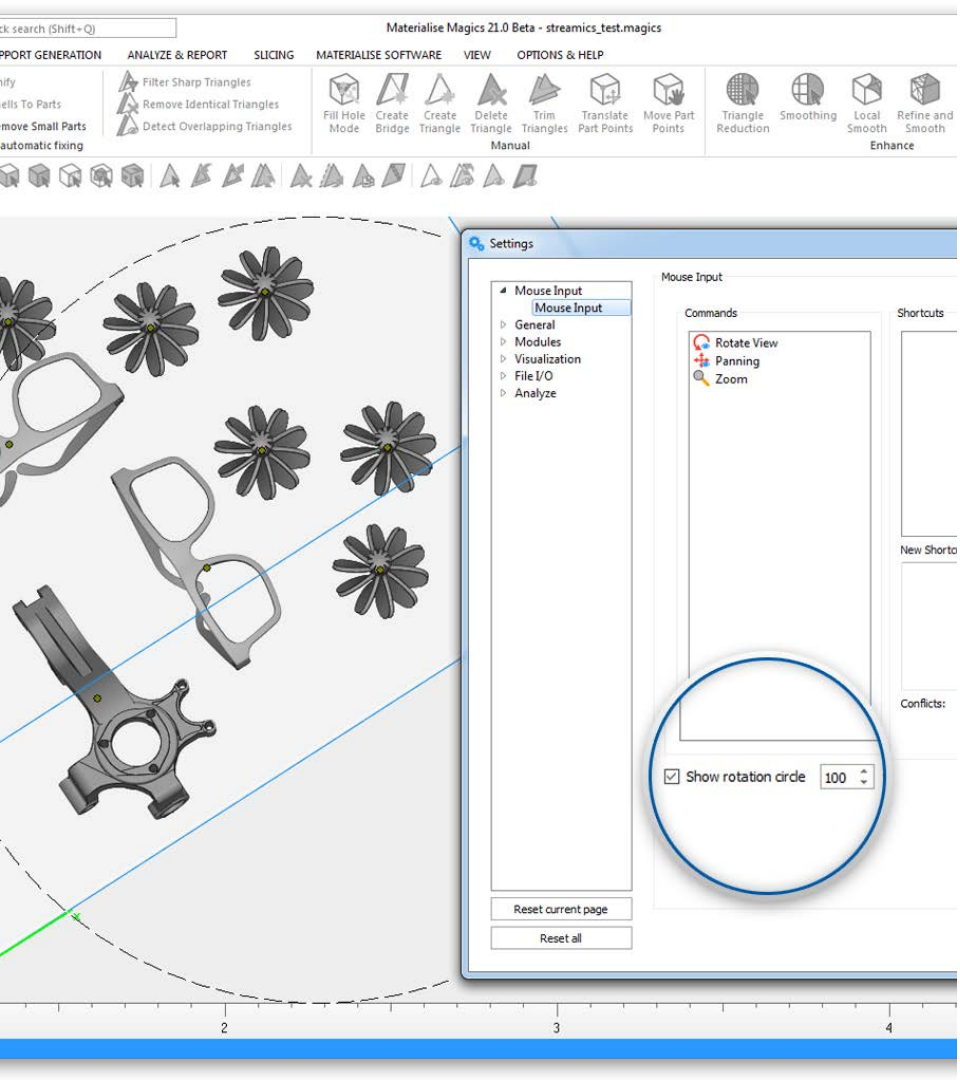 ck search (Shift+Q)
Materialise Magics 21.0 Beta - streamics_test.magics
PPORT GENERATION ANALYZE & REPORT SLICING MATERIALISE SOFTWARE VIEW OPTIONS & HELP
nify
Filter Sharp Triangles
ells To Parts
Remove Identical Triangles
emove Small Parts
Detect Overlapping Triangles
automatic fixing
Fill Hole Mode
Create Bridge
Create Triangle
Delete Triangle
Trim Triangles
Translate Part Points
Move Part Points
Manual
Triangle Reduction
Smoothing
Local Smooth
Refine and Smooth
Enhance
Settings
Mouse Input
Mouse Input
General
Modules
Visualization
File I/O
Analyze
Reset current page
Reset all
Mouse Input
Commands
Rotate View
Panning
Zoom
Shortcuts
New Shortc
Conflicts:
Show rotation circle 100
x
2 3 4